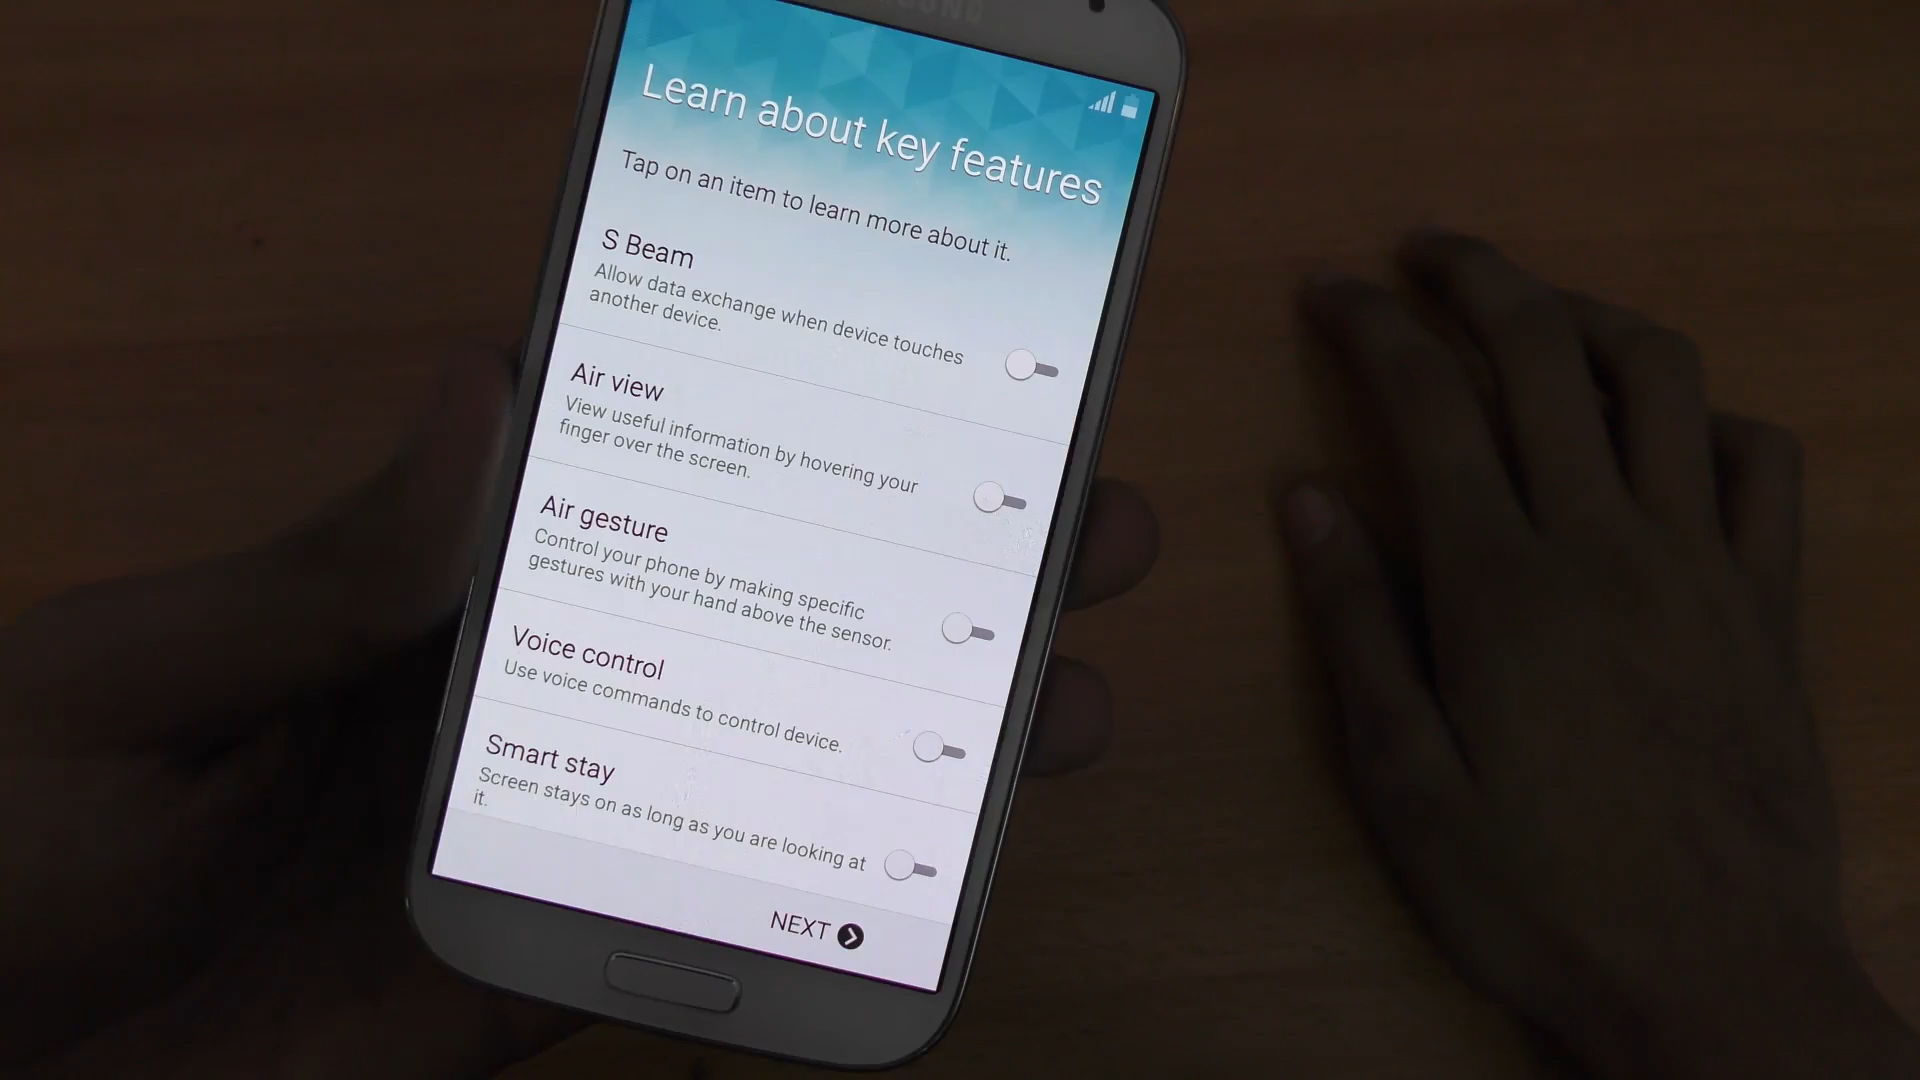 SAMSUNG
Learn about key features
Tap on an item to learn more about it.
S Beam
Allow data exchange when device touches
another device.
Air view
View useful information by hovering your
finger over the screen.
Air gesture
Control your phone by making specific
gestures with your hand above the sensor.
Voice control
Use voice commands to control device.
Smart stay
Screen stays on as long as you are looking at
it.
NEXT